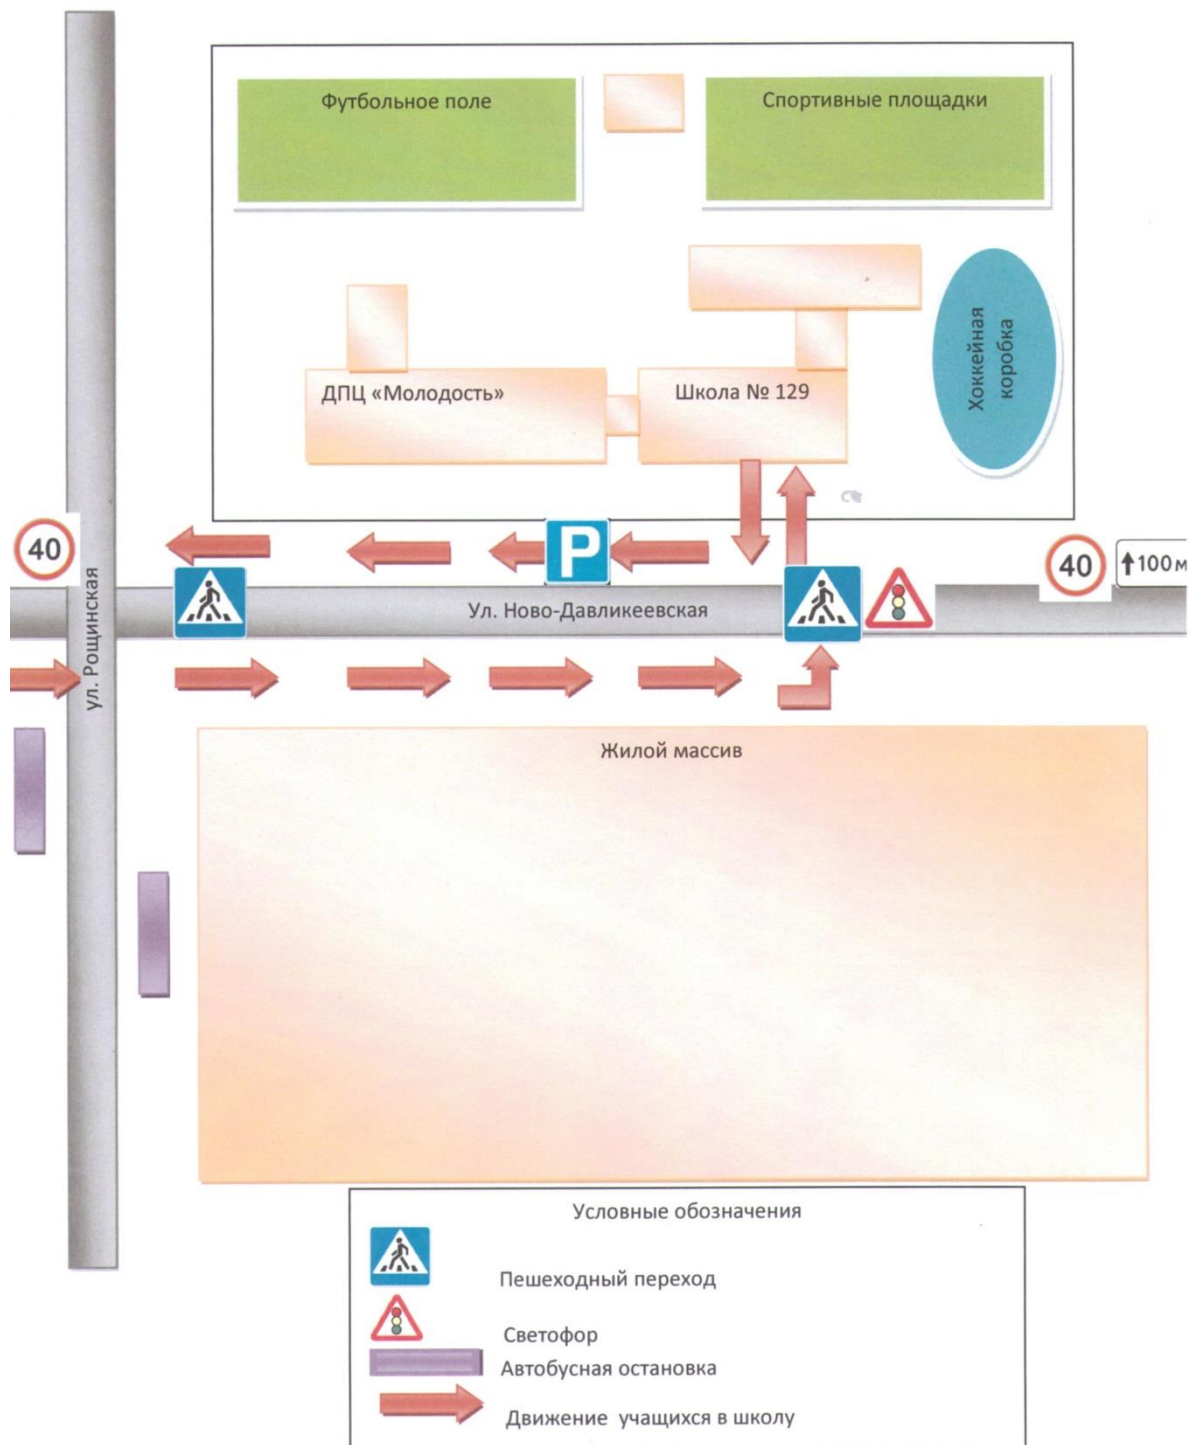 Футбольное поле
Спортивные площадки
Хоккейная
коробка
ДПЦ «Молодость»
Школа № 129
40
P
40
100 м
Ул. Ново-Давликеевская
ул. Рощинская
Жилой массив
Условные обозначения
Пешеходный переход
Светофор
Автобусная остановка
Движение учащихся в школу